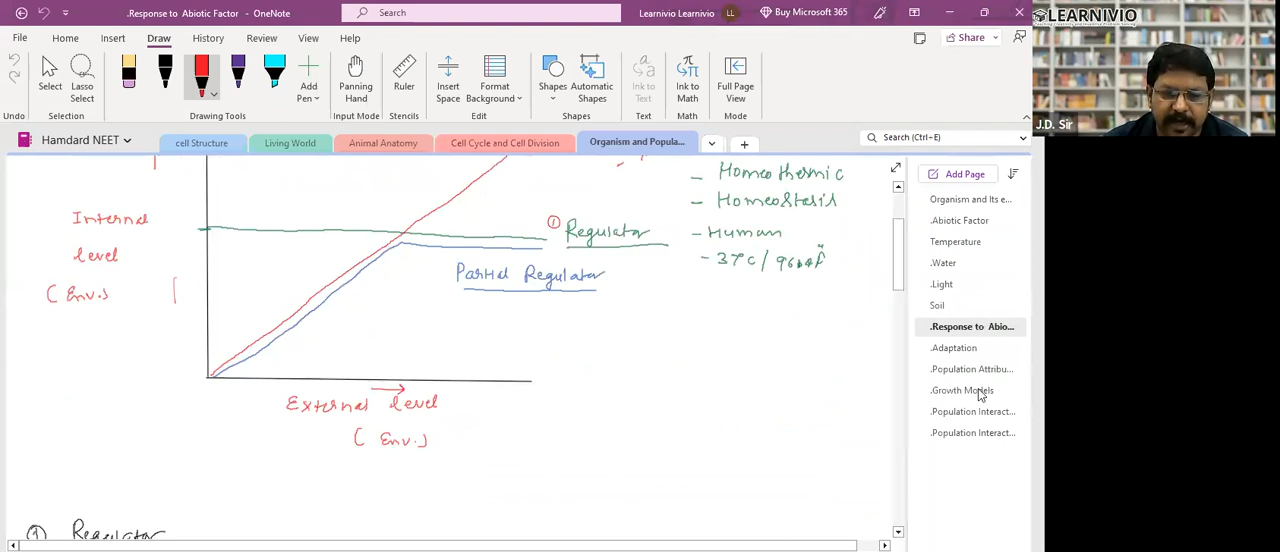 .Response to Abiotic Factor - OneNote
Search
Learnivio Learnivio
LL
Buy Microsoft 365
LEARNIVIO
File
Home
Insert
Draw
History
Review
View
Help
Share
Undo
Select
Lasso Select
Add Pen
Panning Hand
Ruler
Insert Space
Format Background
Shapes
Automatic Shapes
Ink to Text
Ink to Math
Full Page View
Undo
Selection
Drawing Tools
Input Mode
Stencils
Edit
Shapes
Convert
Mode
J.D. Sir
Hamdard NEET
cell Structure
Living World
Animal Anatomy
Cell Cycle and Cell Division
Organism and Popula...
Search (Ctrl+E)
Add Page
Organism and Its e...
.Abiotic Factor
Temperature
.Water
.Light
Soil
.Response to Abio...
.Adaptation
.Population Attribu...
.Growth Models
.Population Interact...
.Population Interact...
- Homeothermic
- Homeostasis
- Human
- 37°C /
Internal
level
(Env.)
① Regulator
Partial Regulator
External level
(Env.)
① Regulator